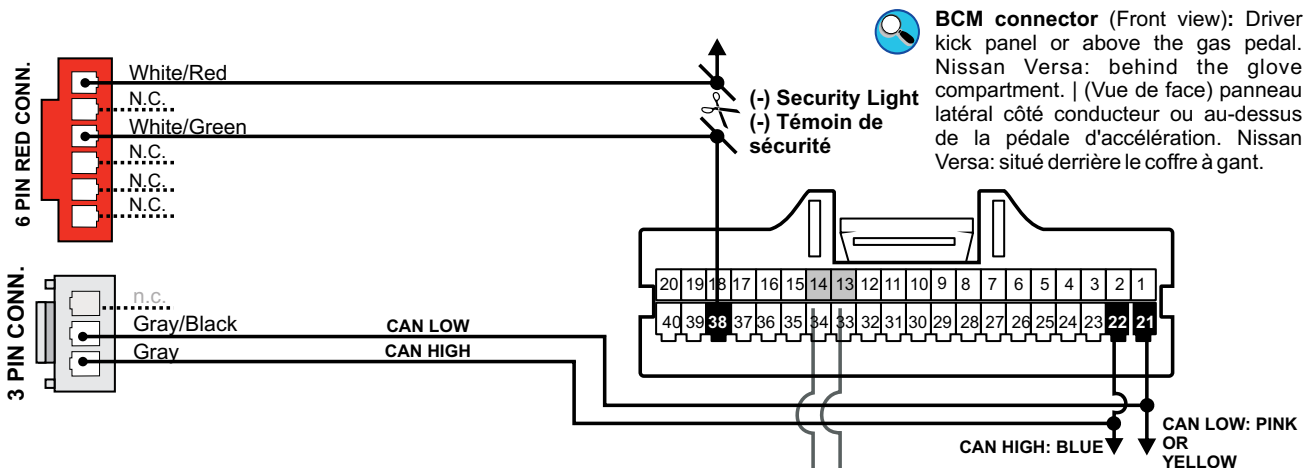 BCM connector (Front view): Driver
kick panel or above the gas pedal.
Nissan Versa: behind the glove
compartment. | (Vue de face) panneau
latéral côté conducteur ou au-dessus
de la pédale d'accélération. Nissan
Versa: situé derrière le coffre à gant.
6 PIN RED CONN.
White/Red
N.C.
White/Green
N.C.
N.C.
N.C.
(-) Security Light
(-) Témoin de
sécurité
3 PIN CONN.
n.c.
Gray/Black
CAN LOW
Gray
CAN HIGH
20 19 18 17 16 15 14 13 12 11 10 9 8 7 6 5 4 3 2 1
40 39 38 37 36 35 34 33 32 31 30 29 28 27 26 25 24 23 22 21
CAN HIGH: BLUE
CAN LOW: PINK
OR
YELLOW